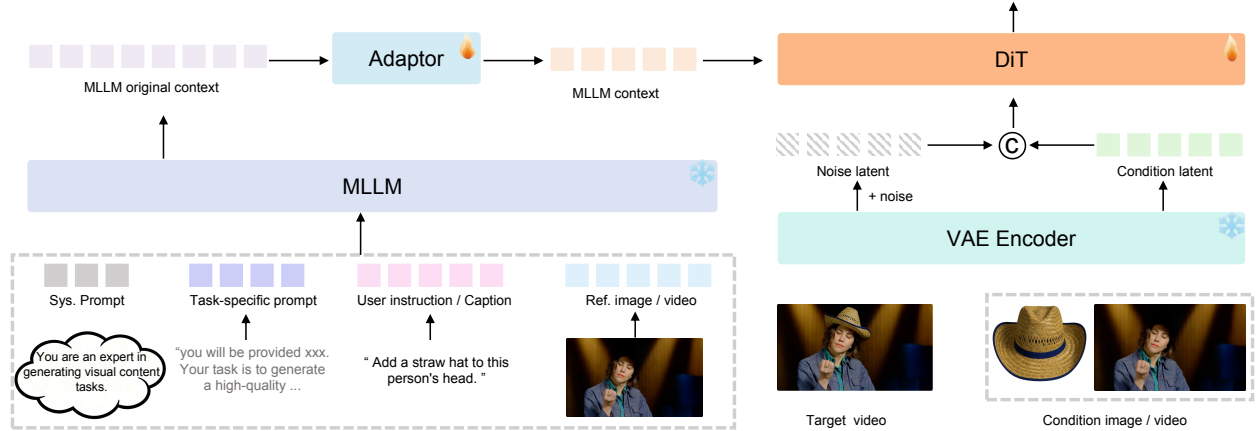 Adaptor
DiT
MLLM original context
MLLM context
C
Noise latent
Condition latent
MLLM
+ noise
VAE Encoder
Sys. Prompt
Task-specific prompt
User instruction / Caption
Ref. image / video
You are an expert in
generating visual content
tasks.
“you will be provided xxx.
Your task is to generate
a high-quality ...
“ Add a straw hat to this
person's head. ”
Target video
Condition image / video